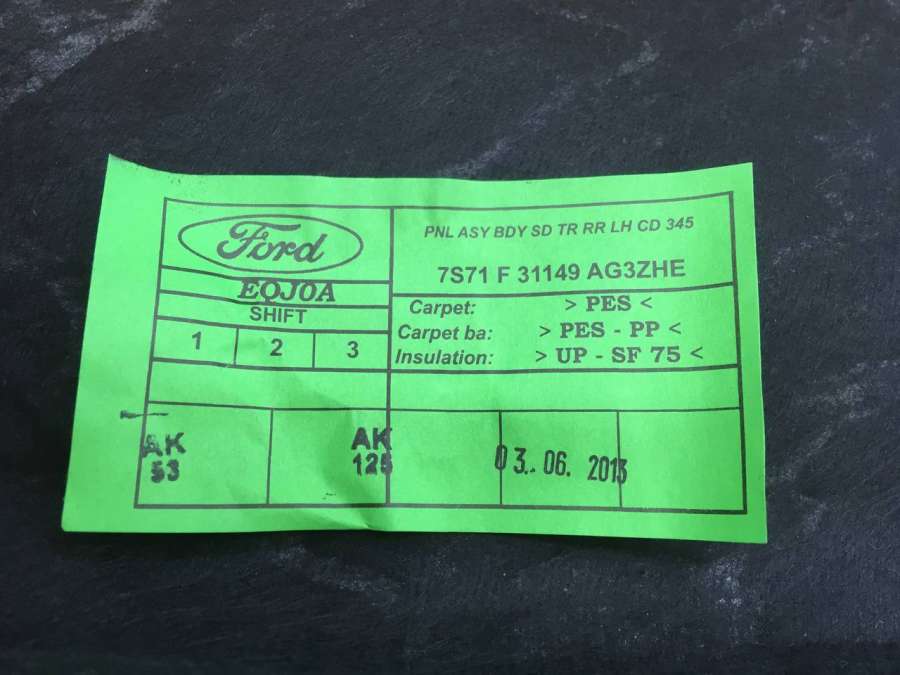 Ford
EQJ0A
SHIFT
1 2 3
PNL ASY BDY SD TR RR LH CD 345
7S71 F 31149 AG3ZHE
Carpet: > PES <
Carpet ba: > PES - PP <
Insulation: > UP - SF 75 <
AK
53
AK
125
03. 06. 2013